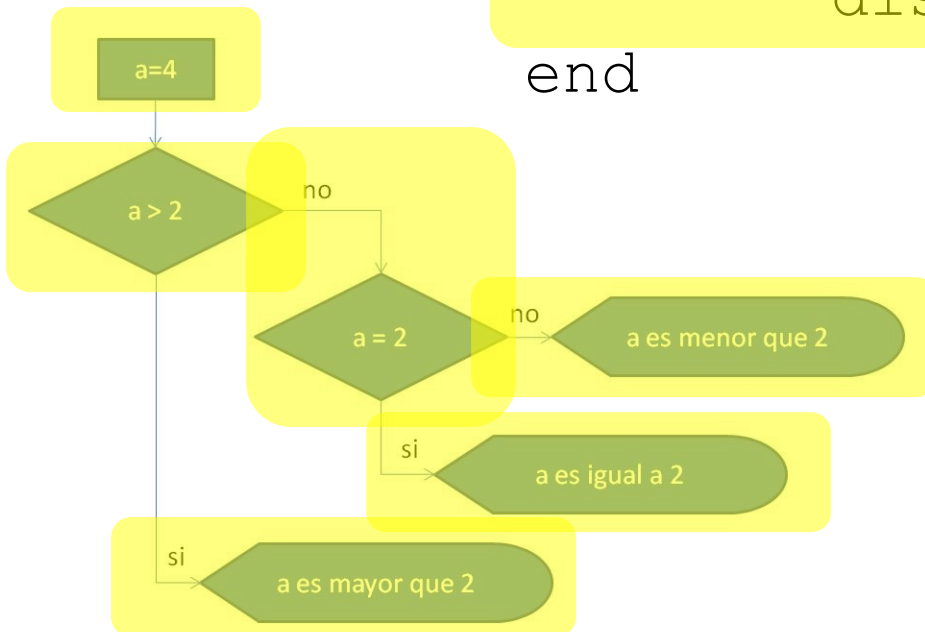 end
a=4
a > 2
no
a = 2
no
a es menor que 2
si
a es igual a 2
si
a es mayor que 2